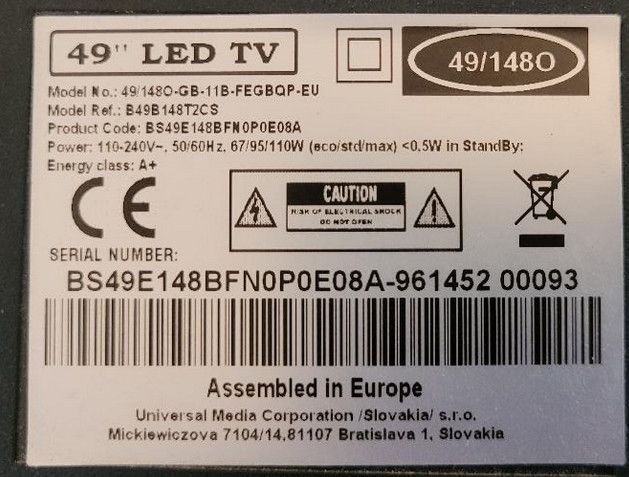 49" LED TV
49/148O
Model No.: 49/148O-GB-11B-FEGBQP-EU
Model Ref.: B49B148T2CS
Product Code: BS49E148BFN0P0E08A
Power: 110-240V~, 50/60Hz, 67/95/110W (eco/std/max) <0.5W in StandBy;
Energy class: A+
CE
CAUTION
RISK OF ELECTRICAL SHOCK
DO NOT OPEN
SERIAL NUMBER:
BS49E148BFN0P0E08A-961452 00093
Assembled in Europe
Universal Media Corporation /Slovakia/ s.r.o.
Mickiewiczova 7104/14,81107 Bratislava 1, Slovakia